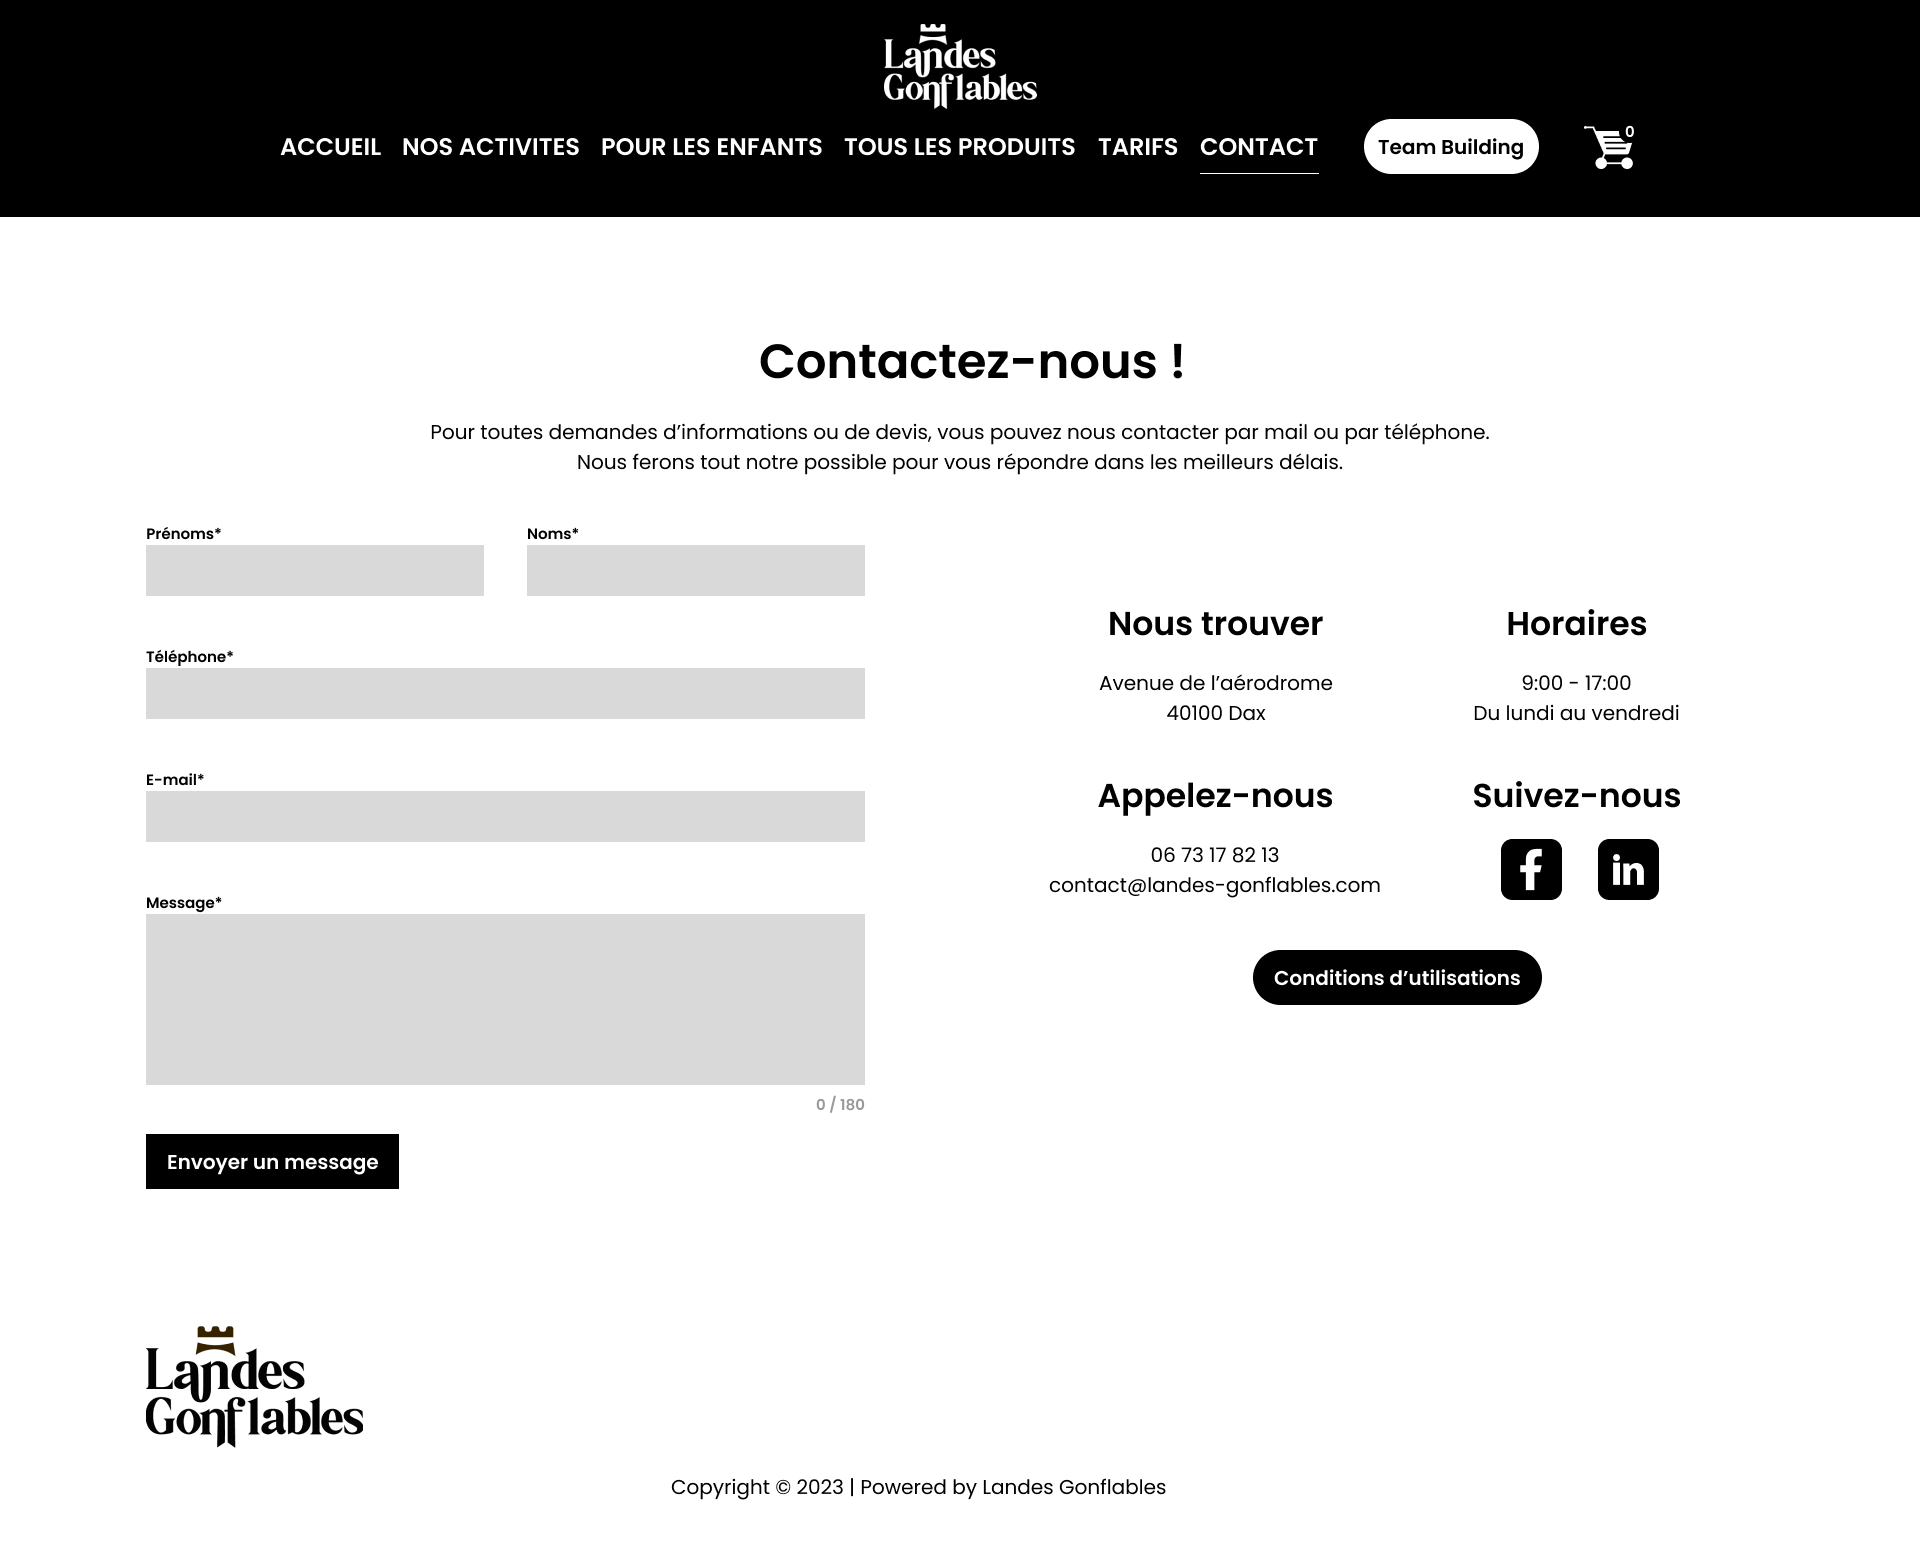 Landes
Gonflables
ACCUEIL NOS ACTIVITES POUR LES ENFANTS TOUS LES PRODUITS TARIFS CONTACT Team Building 0
Contactez-nous !
Pour toutes demandes d’informations ou de devis, vous pouvez nous contacter par mail ou par téléphone.
Nous ferons tout notre possible pour vous répondre dans les meilleurs délais.
Prénoms* Noms*
Téléphone*
E-mail*
Message*
0 / 180
Envoyer un message
Nous trouver
Avenue de l’aérodrome
40100 Dax
Horaires
9:00 - 17:00
Du lundi au vendredi
Appelez-nous
06 73 17 82 13
contact@landes-gonflables.com
Suivez-nous
f in
Conditions d’utilisations
Landes
Gonflables
Copyright © 2023 | Powered by Landes Gonflables